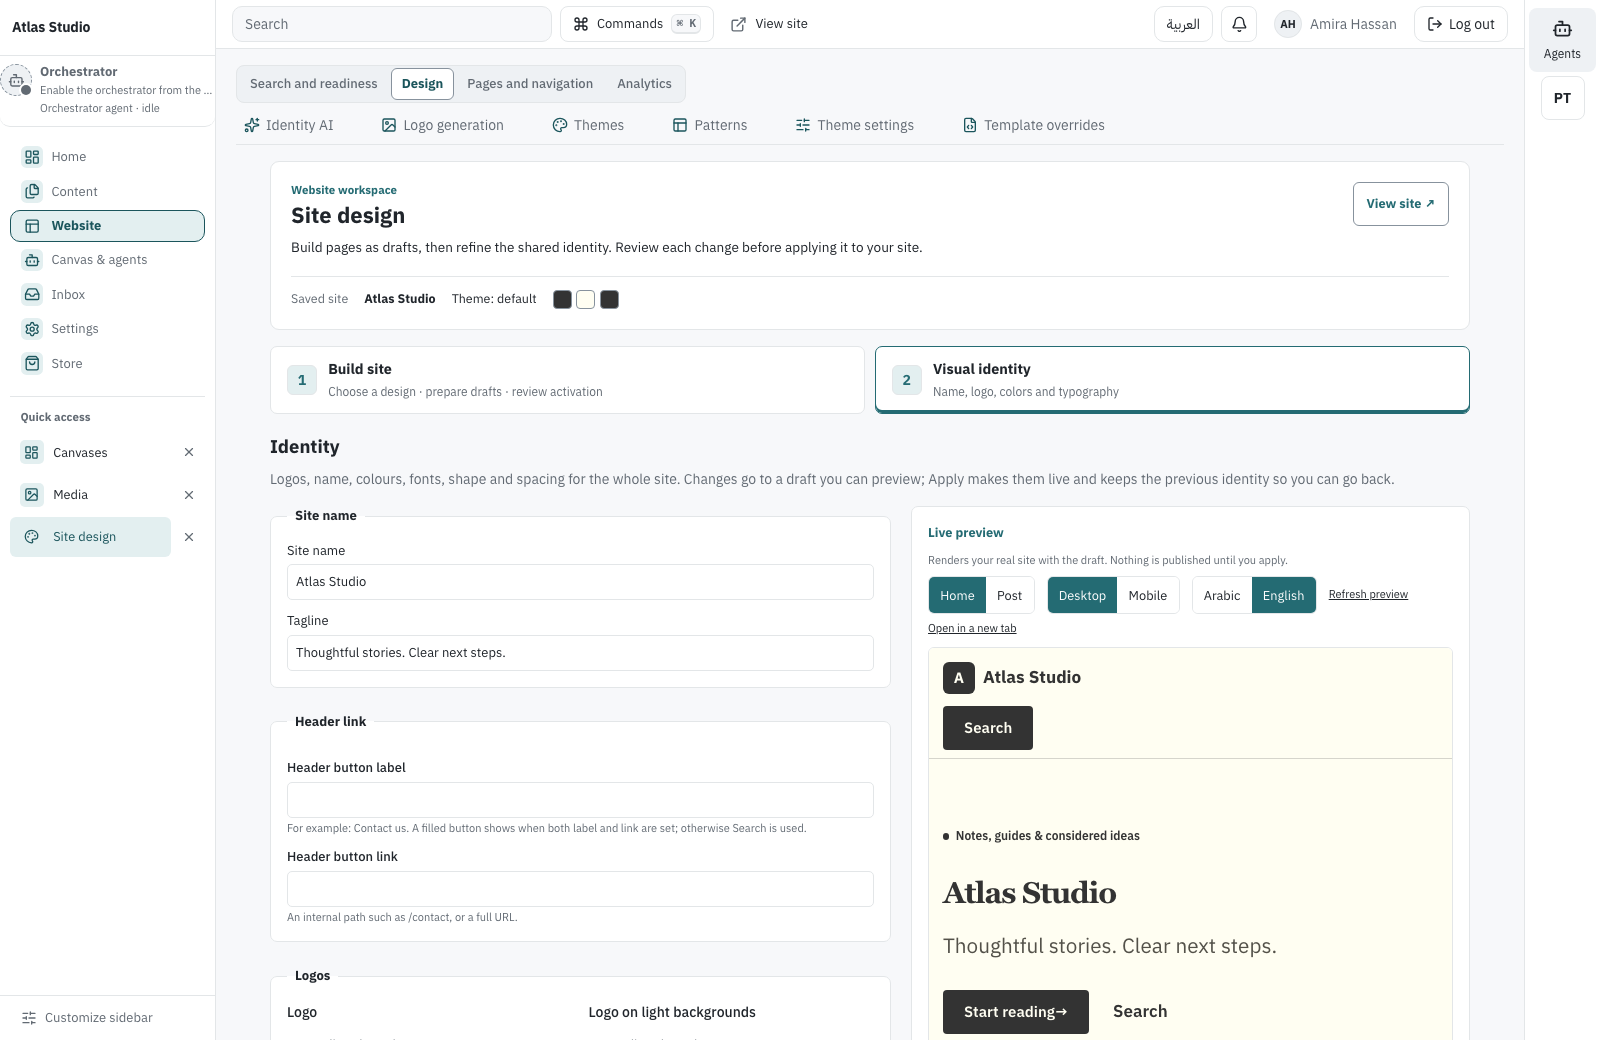 Atlas Studio
Orchestrator
Enable the orchestrator from the ...
Orchestrator agent · idle
Home
Content
Website
Canvas & agents
Inbox
Settings
Store
Quick access
Canvases
Media
Site design
Customize sidebar
Search
Commands ⌘ K
View site
العربية
AH Amira Hassan
Log out
Agents
PT
Search and readiness
Design
Pages and navigation
Analytics
Identity AI
Logo generation
Themes
Patterns
Theme settings
Template overrides
Website workspace
Site design
Build pages as drafts, then refine the shared identity. Review each change before applying it to your site.
View site ↗
Saved site Atlas Studio Theme: default
1 Build site
Choose a design · prepare drafts · review activation
2 Visual identity
Name, logo, colors and typography
Identity
Logos, name, colours, fonts, shape and spacing for the whole site. Changes go to a draft you can preview; Apply makes them live and keeps the previous identity so you can go back.
Site name
Site name
Atlas Studio
Tagline
Thoughtful stories. Clear next steps.
Header link
Header button label
For example: Contact us. A filled button shows when both label and link are set; otherwise Search is used.
Header button link
An internal path such as /contact, or a full URL.
Logos
Logo
Logo on light backgrounds
Live preview
Renders your real site with the draft. Nothing is published until you apply.
Home Post Desktop Mobile Arabic English Refresh preview
Open in a new tab
A Atlas Studio
Search
Notes, guides & considered ideas
Atlas Studio
Thoughtful stories. Clear next steps.
Start reading→ Search